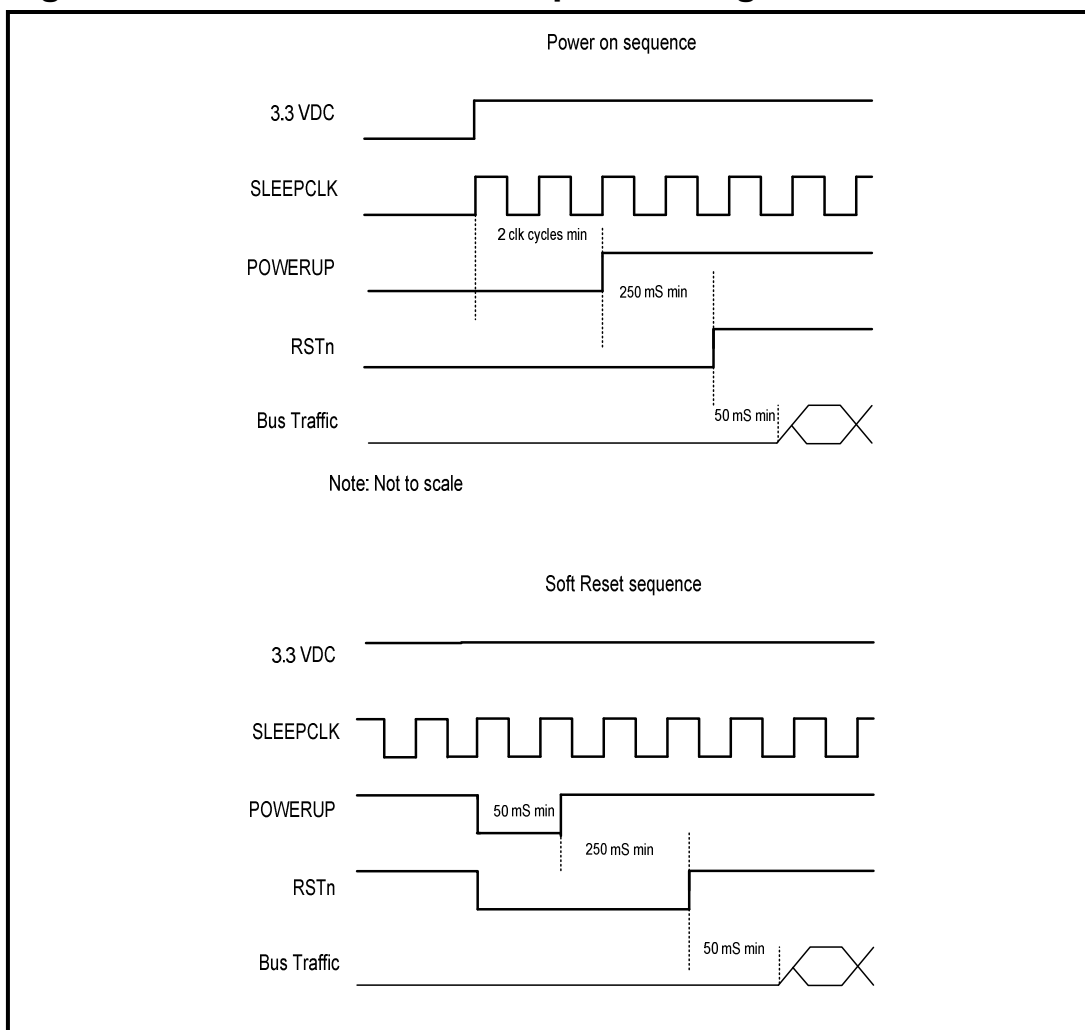 Power on sequence
3.3 VDC
SLEEPCLK
2 clk cycles min
POWERUP
250 mS min
RSTn
50 mS min
Bus Traffic
Note: Not to scale
Soft Reset sequence
3.3 VDC
SLEEPCLK
POWERUP
50 mS min
250 mS min
RSTn
50 mS min
Bus Traffic